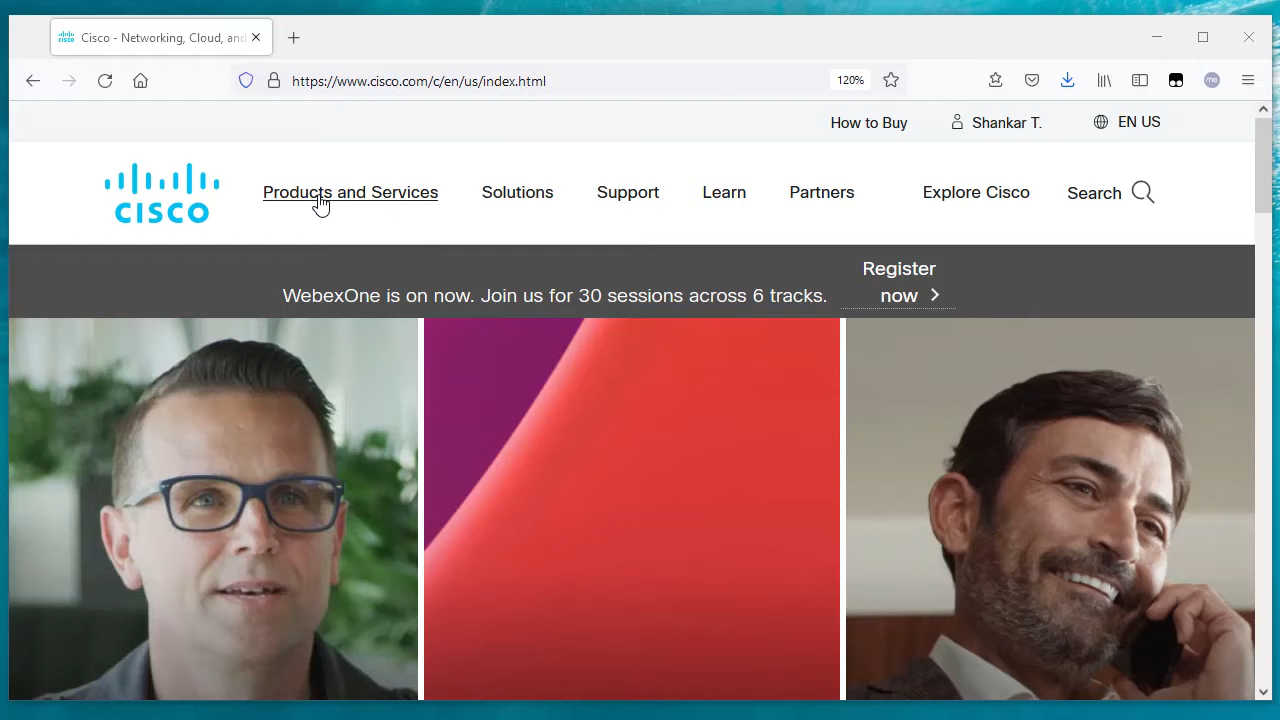 Cisco - Networking, Cloud, and
https://www.cisco.com/c/en/us/index.html
120%
me
How to Buy
Shankar T.
EN US
CISCO
Products and Services
Solutions
Support
Learn
Partners
Explore Cisco
Search
WebexOne is on now. Join us for 30 sessions across 6 tracks.
Register
now